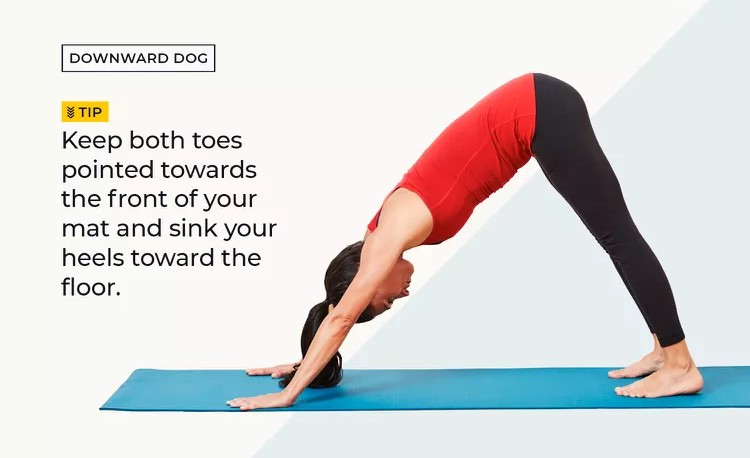 DOWNWARD DOG
TIP
Keep both toes
pointed towards
the front of your
mat and sink your
heels toward the
floor.